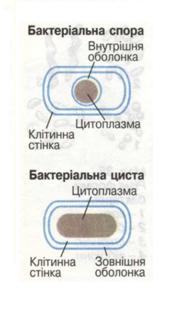 Бактеріальна спора
Внутрішня
оболонка
Цитоплазма
Клітинна
стінка
Бактеріальна циста
Цитоплазма
Клітинна
стінка
Зовнішня
оболонка